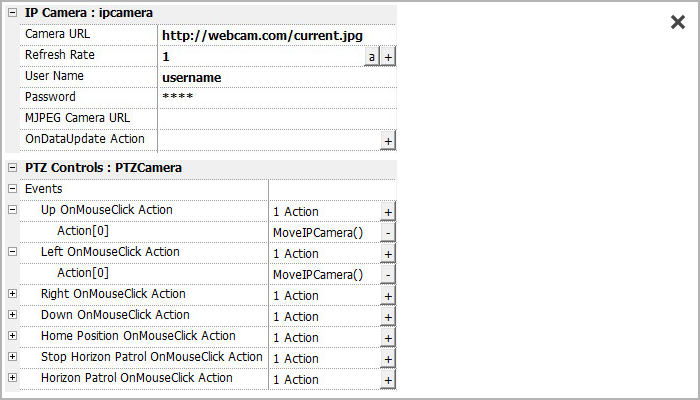 IP Camera : ipcamera
Camera URL http://webcam.com/current.jpg
Refresh Rate 1 a +
User Name username
Password ****
MJPEG Camera URL
OnDataUpdate Action +
PTZ Controls : PTZCamera
Events
Up OnMouseClick Action 1 Action +
Action[0] MoveIPCamera() -
Left OnMouseClick Action 1 Action +
Action[0] MoveIPCamera() -
Right OnMouseClick Action 1 Action +
Down OnMouseClick Action 1 Action +
Home Position OnMouseClick Action 1 Action +
Stop Horizon Patrol OnMouseClick Action 1 Action +
Horizon Patrol OnMouseClick Action 1 Action +